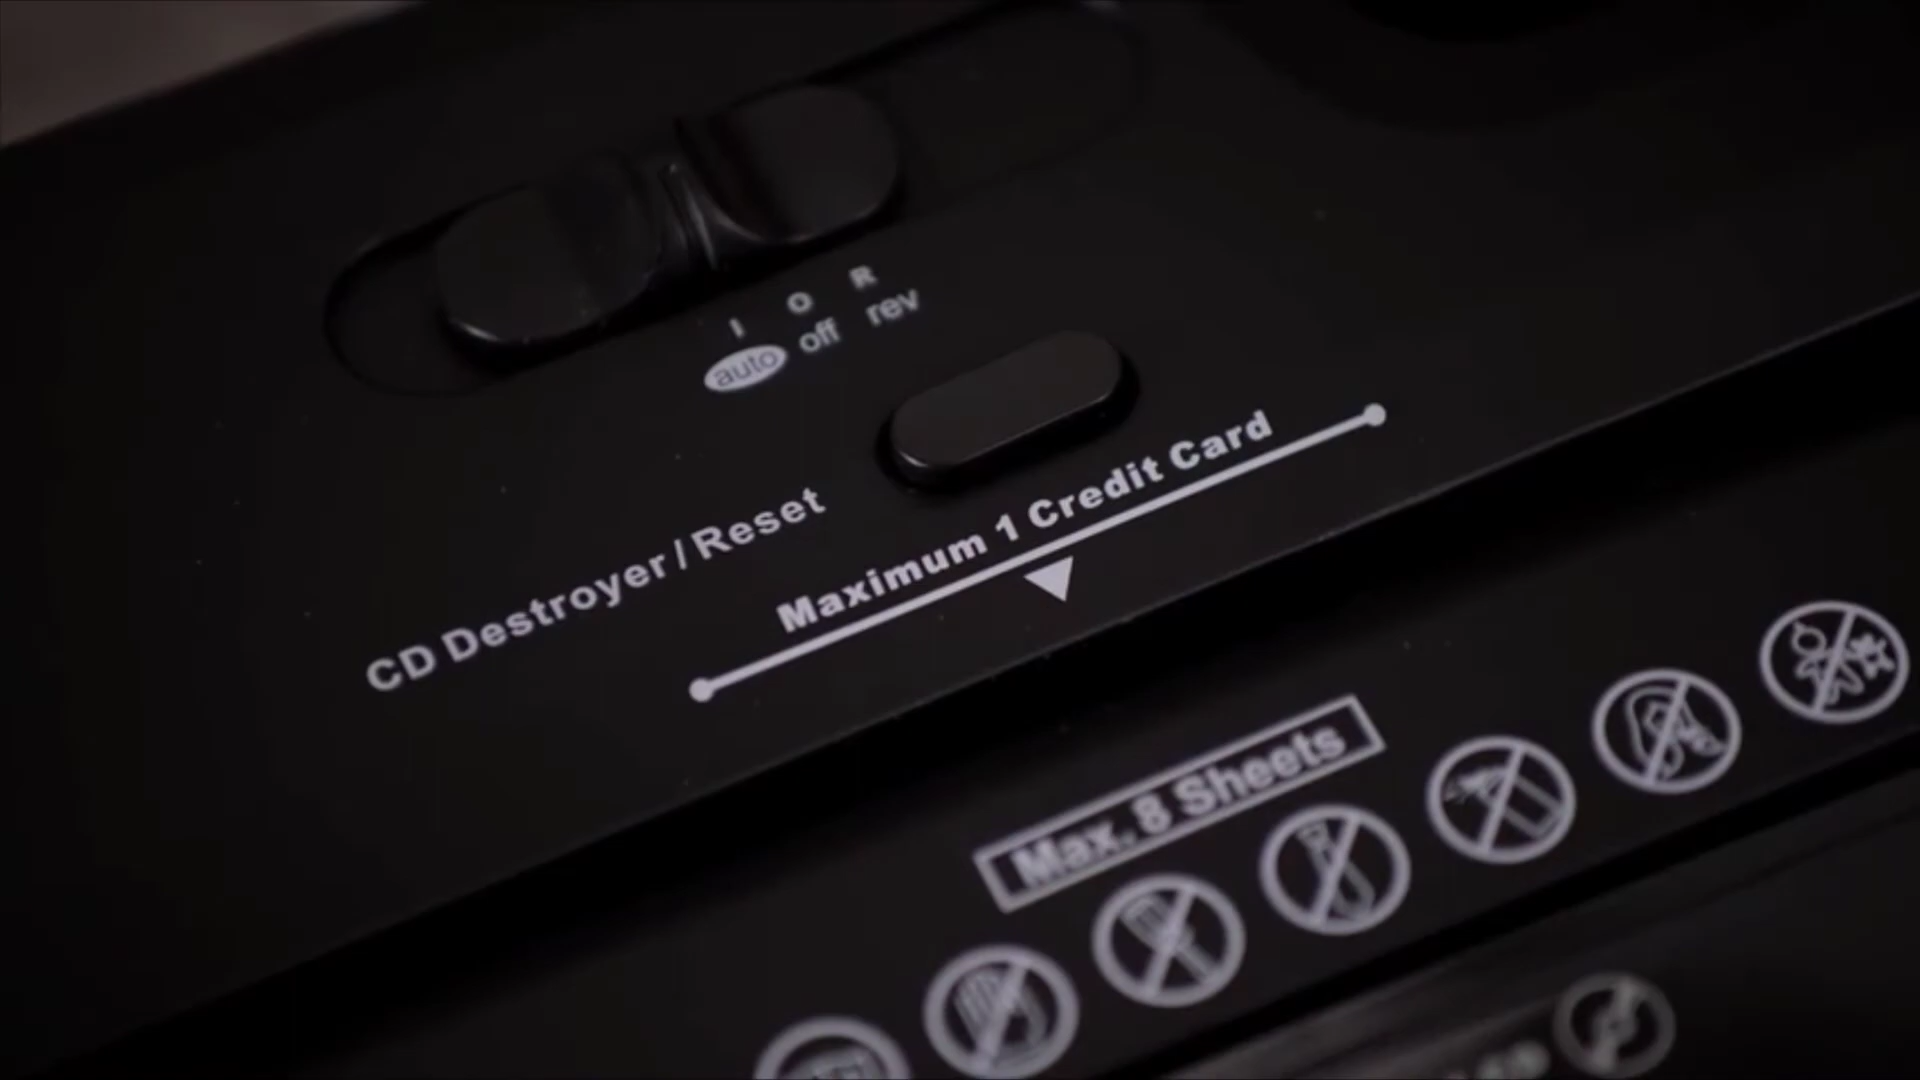 I O R
auto off rev
CD Destroyer / Reset
Maximum 1 Credit Card
Max. 8 Sheets